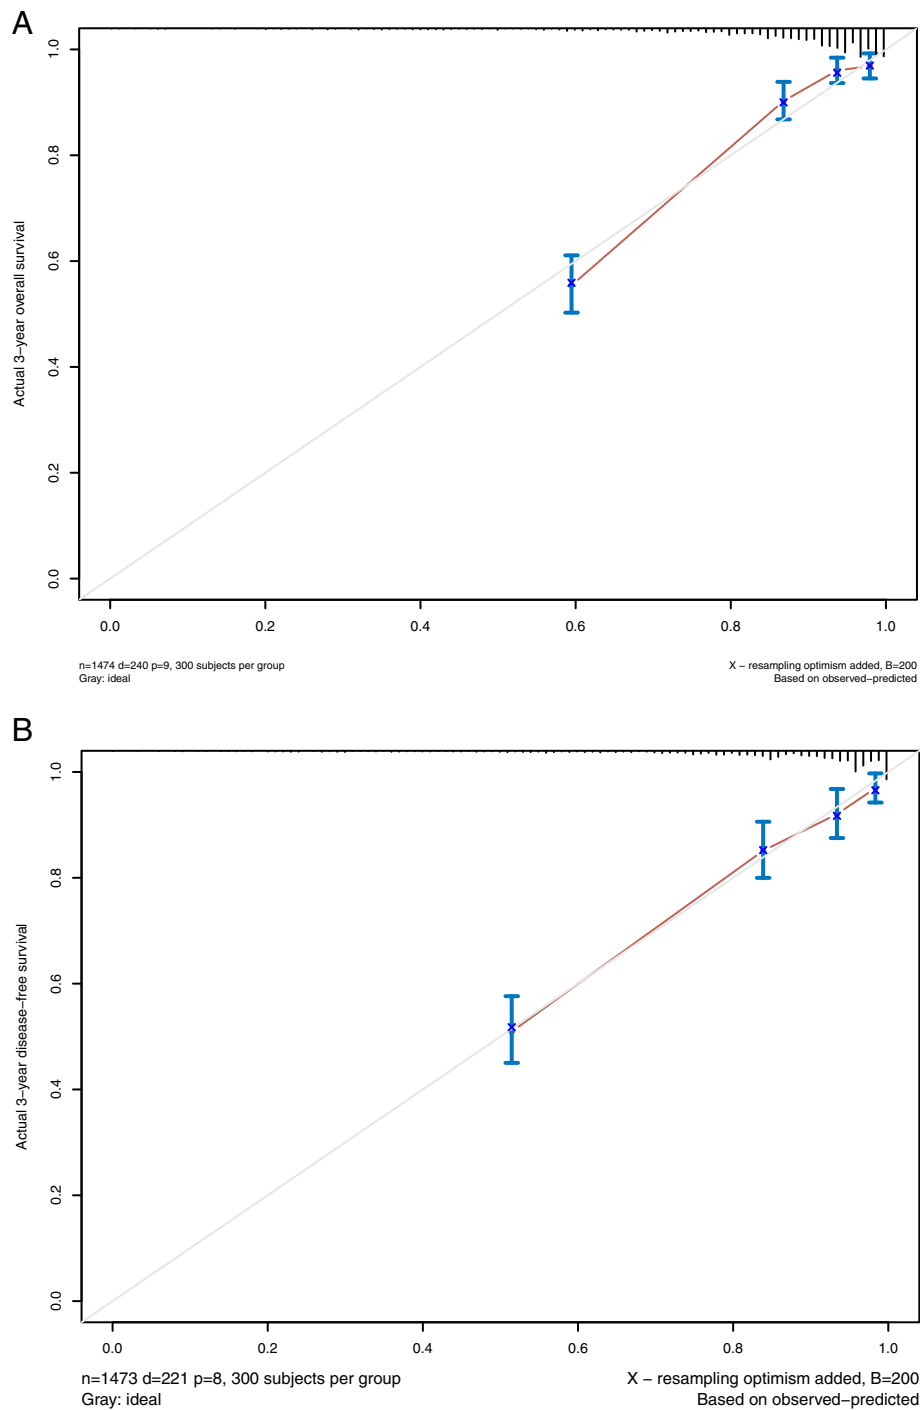 A
1.0
0.8
0.6
0.4
0.2
0.0
Actual 3−year overall survival
0.0 0.2 0.4 0.6 0.8 1.0
n=1474 d=240 p=9, 300 subjects per group
Gray: ideal
X − resampling optimism added, B=200
Based on observed−predicted
B
1.0
0.8
0.6
0.4
0.2
0.0
Actual 3−year disease−free survival
0.0 0.2 0.4 0.6 0.8 1.0
n=1473 d=221 p=8, 300 subjects per group
Gray: ideal
X − resampling optimism added, B=200
Based on observed−predicted